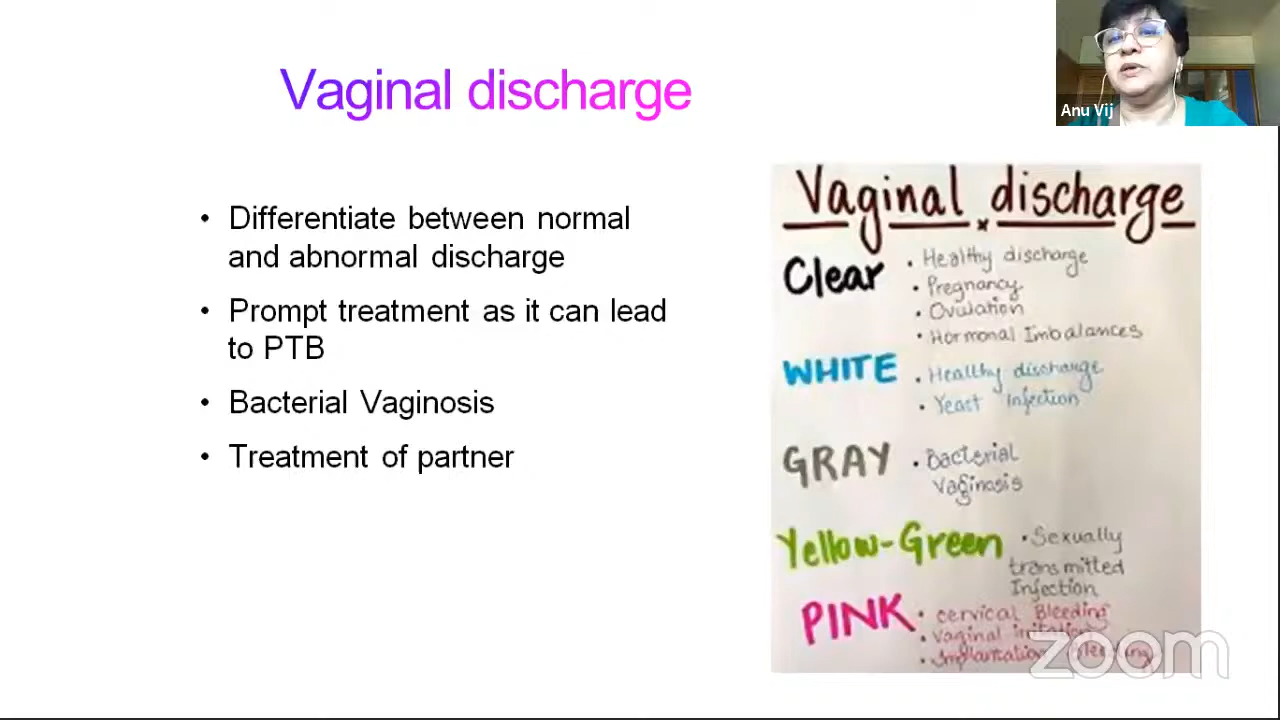 Vaginal discharge
Anu Vij
• Differentiate between normal
and abnormal discharge
• Prompt treatment as it can lead
to PTB
• Bacterial Vaginosis
• Treatment of partner
Vaginal discharge
Clear
• Healthy discharge
• Pregnancy
• Ovulation
• Hormonal Imbalances
WHITE
• Healthy discharge
• Yeast Infection
GRAY
• Bacterial
Vaginosis
Yellow-Green
• Sexually
transmitted
Infection
PINK
• cervical Bleeding
• Vaginal irritation
• Implantation Bleeding
zoom